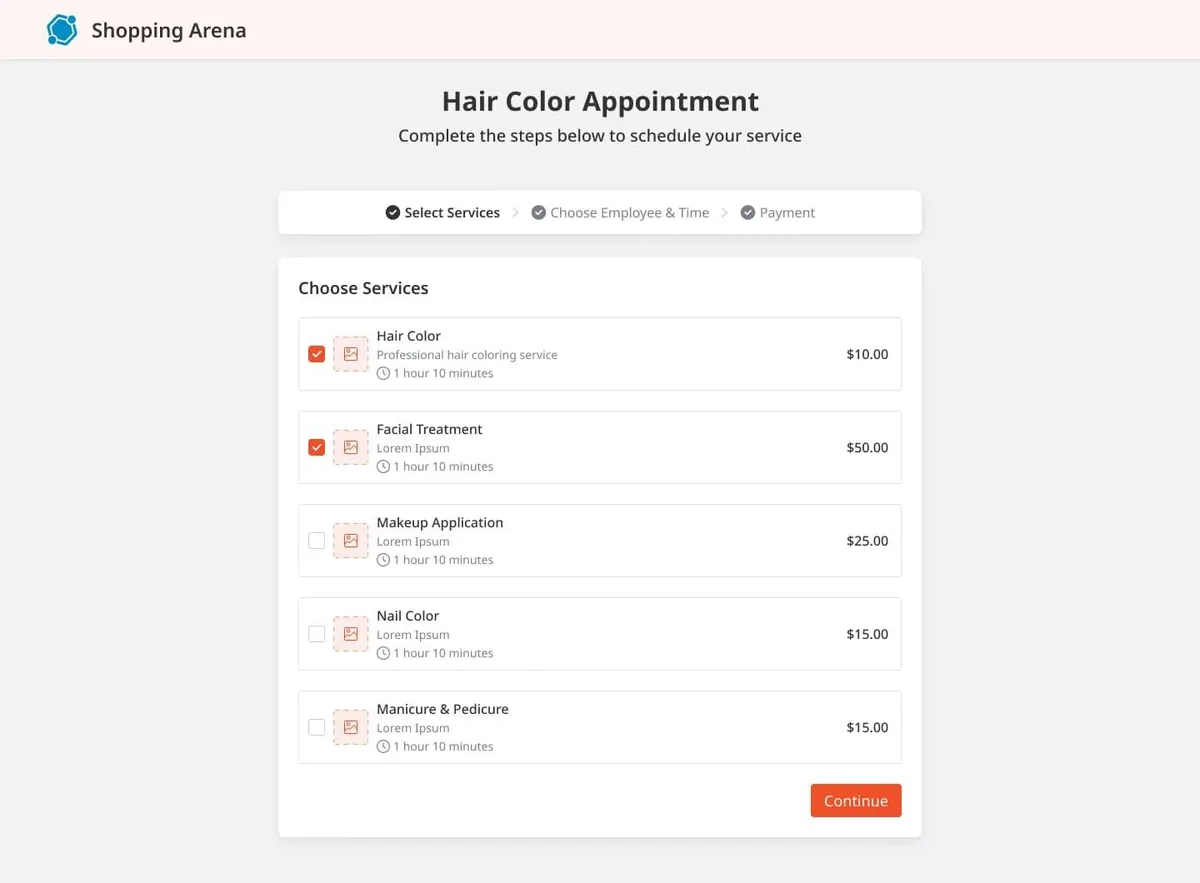 Shopping Arena
Hair Color Appointment
Complete the steps below to schedule your service
Select Services
Choose Employee & Time
Payment
Choose Services
Hair Color
Professional hair coloring service
1 hour 10 minutes
$10.00
Facial Treatment
Lorem Ipsum
1 hour 10 minutes
$50.00
Makeup Application
Lorem Ipsum
1 hour 10 minutes
$25.00
Nail Color
Lorem Ipsum
1 hour 10 minutes
$15.00
Manicure & Pedicure
Lorem Ipsum
1 hour 10 minutes
$15.00
Continue